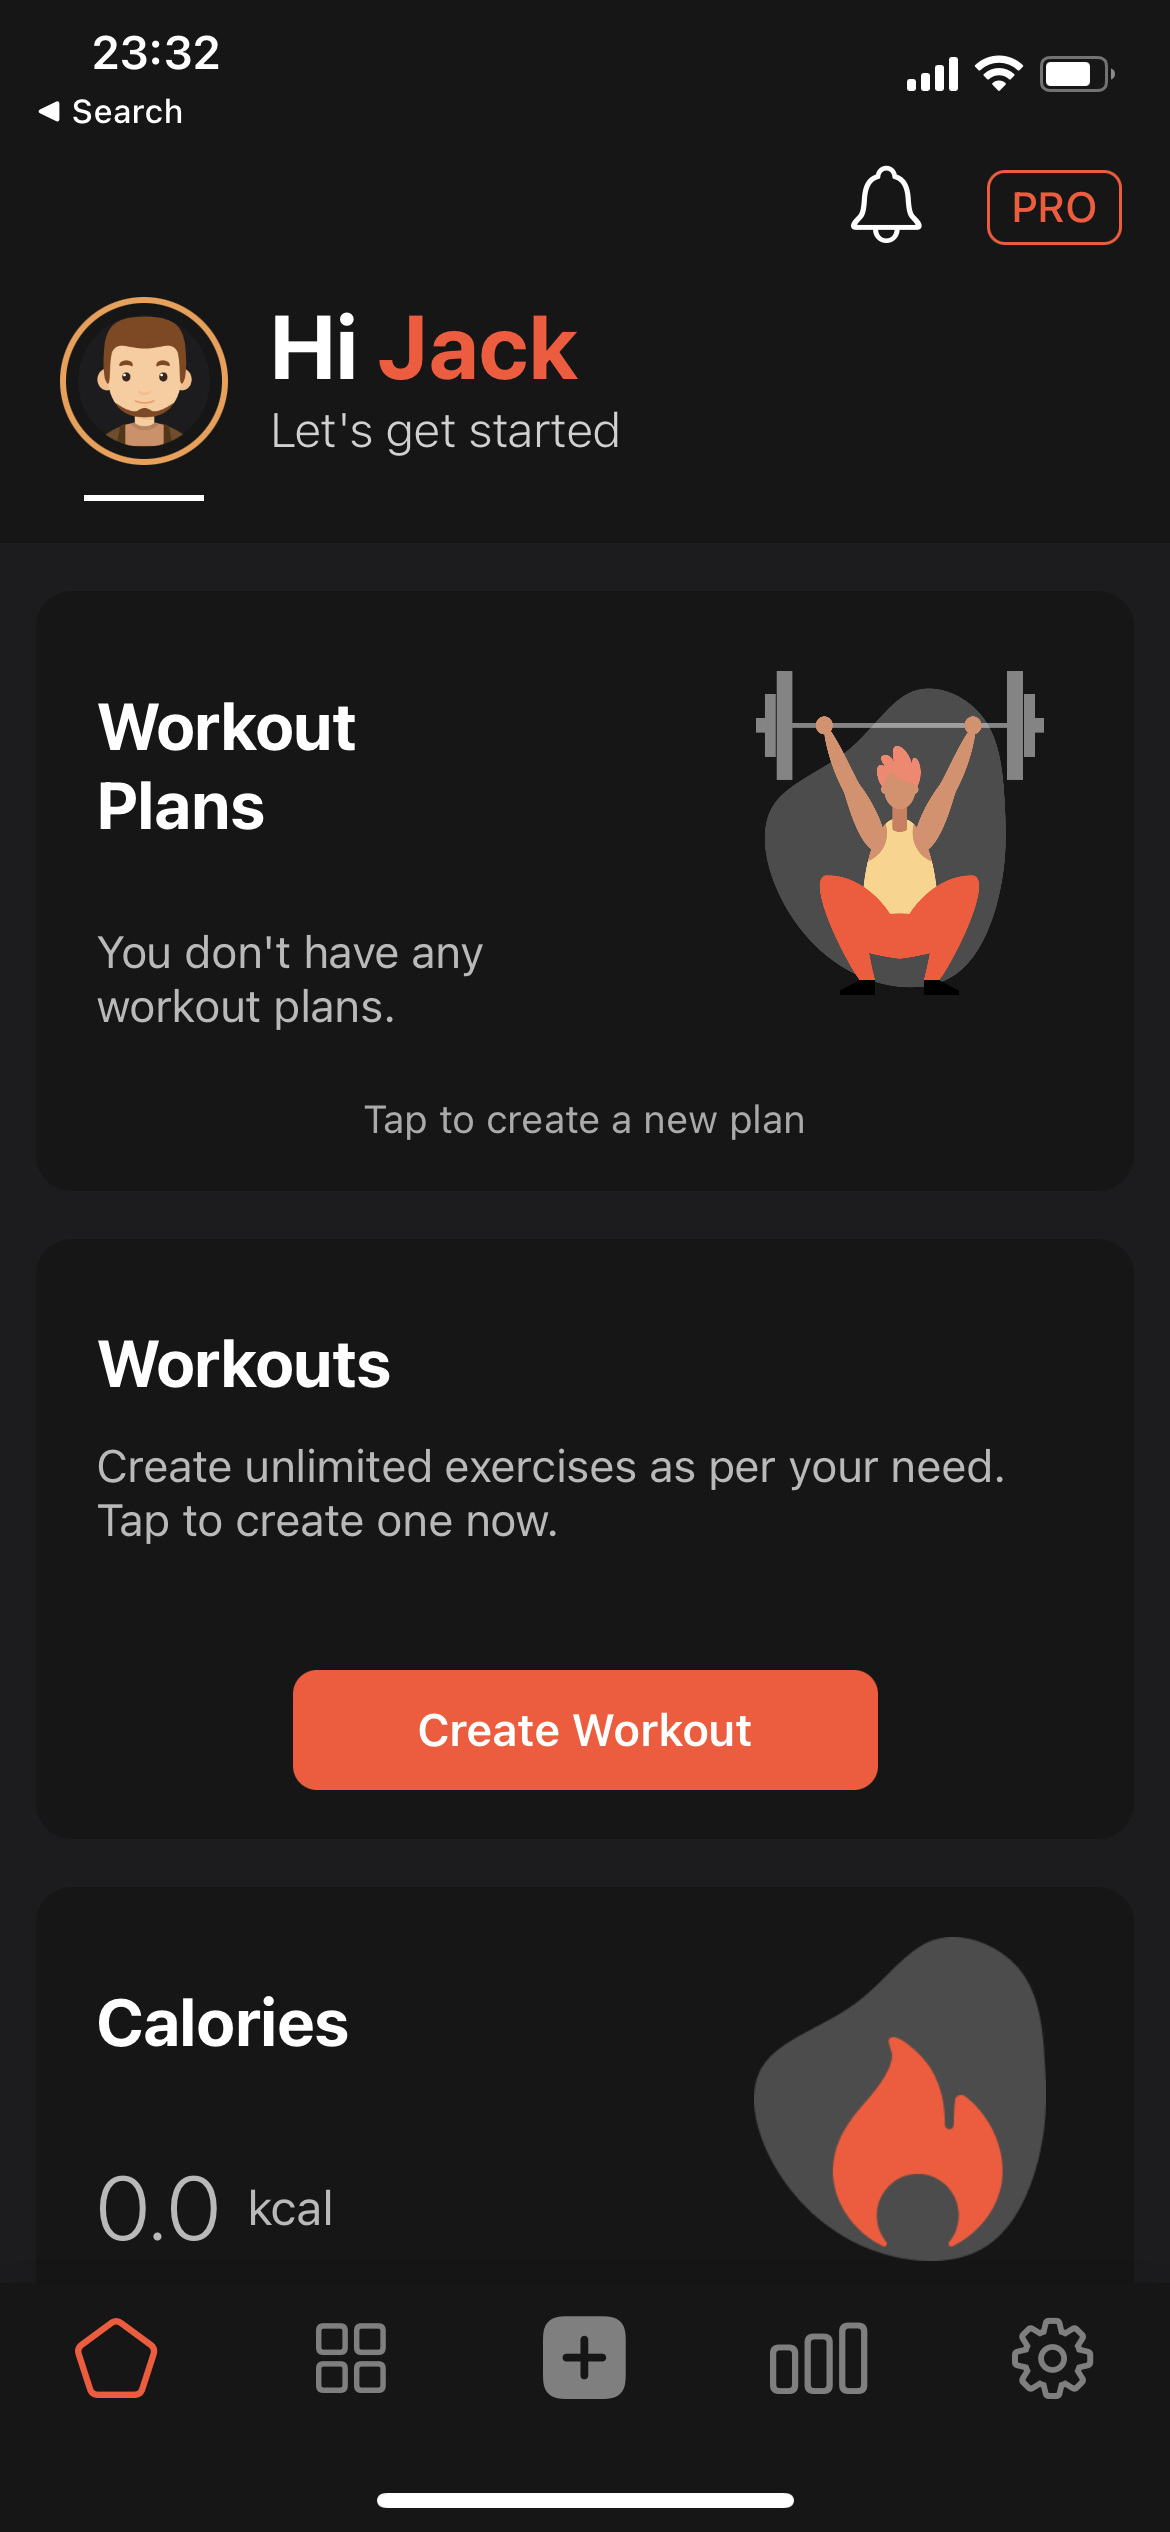 23:32
Search
PRO
Hi Jack
Let's get started
Workout
Plans
You don't have any
workout plans.
Tap to create a new plan
Workouts
Create unlimited exercises as per your need.
Tap to create one now.
Create Workout
Calories
0.0 kcal